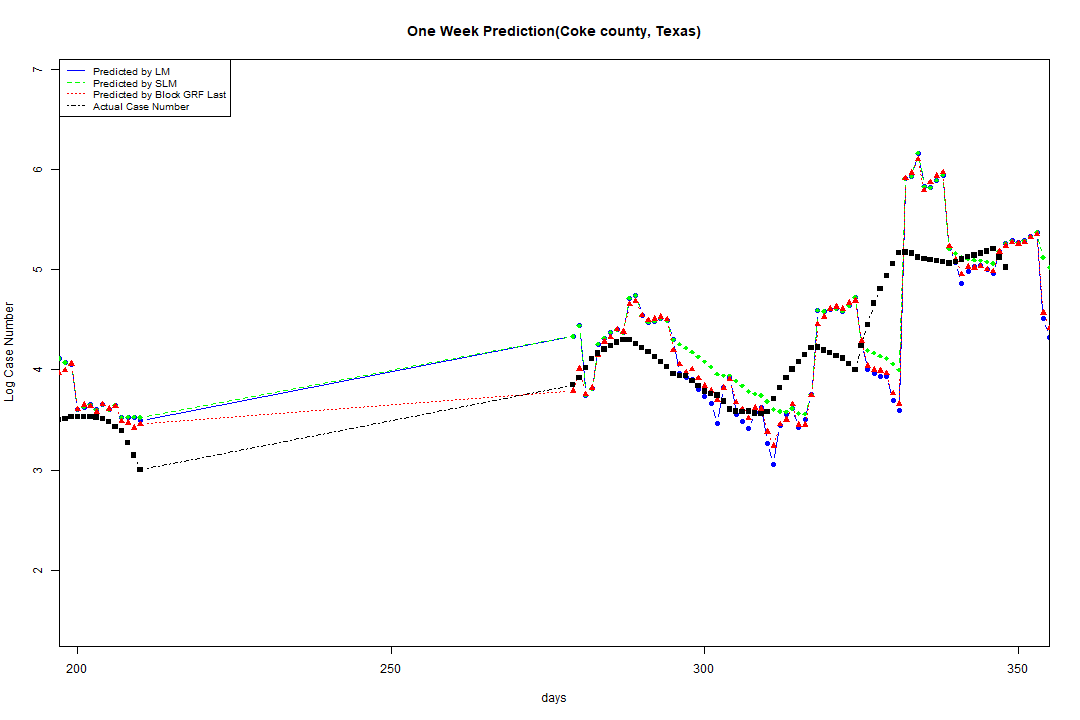 One Week Prediction(Coke county, Texas)
Predicted by LM
Predicted by SLM
Predicted by Block GRF Last
Actual Case Number
7
6
5
4
3
2
Log Case Number
200 250 300 350
days